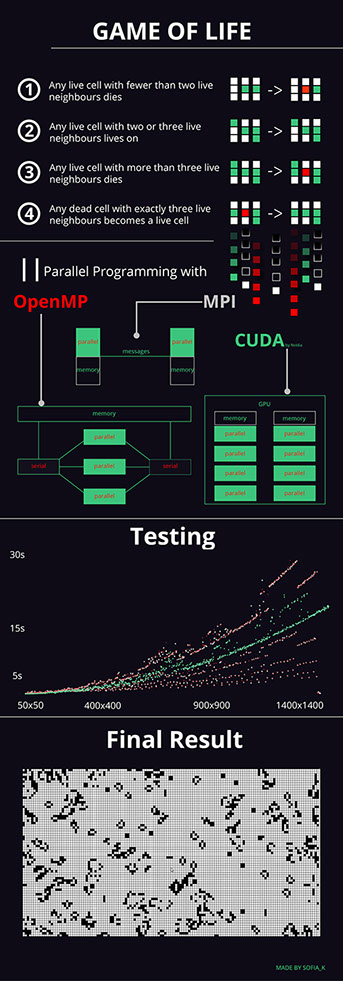 GAME OF LIFE
1 Any live cell with fewer than two live
neighbours dies
->
2 Any live cell with two or three live
neighbours lives on
->
3 Any live cell with more than three live
neighbours dies
->
4 Any dead cell with exactly three live
neighbours becomes a live cell
->
|| Parallel Programming with
OpenMP
MPI
CUDA by Nvidia
parallel
parallel
messages
memory
memory
GPU
memory
memory
memory
parallel
parallel
parallel
parallel
parallel
parallel
parallel
parallel
parallel
serial
parallel
serial
parallel
Testing
30s
15s
5s
50x50
400x400
900x900
1400x1400
Final Result
MADE BY SOFIA_K